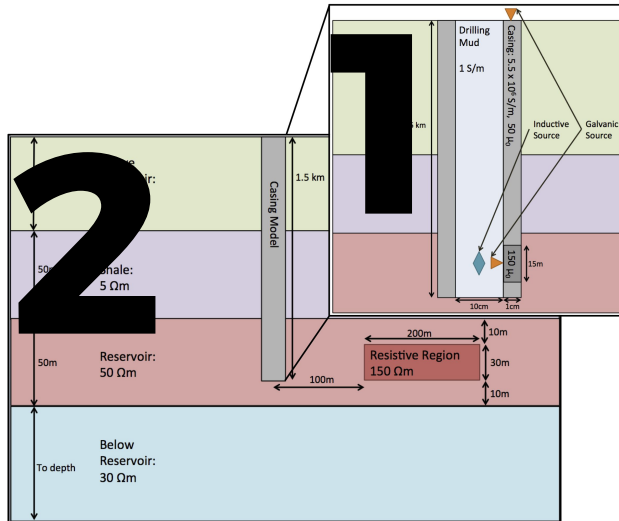 Drilling
Mud
1 S/m
Casing: 5.5 x 10⁶ S/m, 50 μ₀
km
Inductive
Source
Galvanic
Source
150 μ₀
15m
10cm
1cm
1
2
Casing Model
1.5 km
Shale:
5 Ωm
50m
Reservoir:
50 Ωm
200m
10m
Resistive Region
150 Ωm
30m
100m
10m
To depth
Below
Reservoir:
30 Ωm